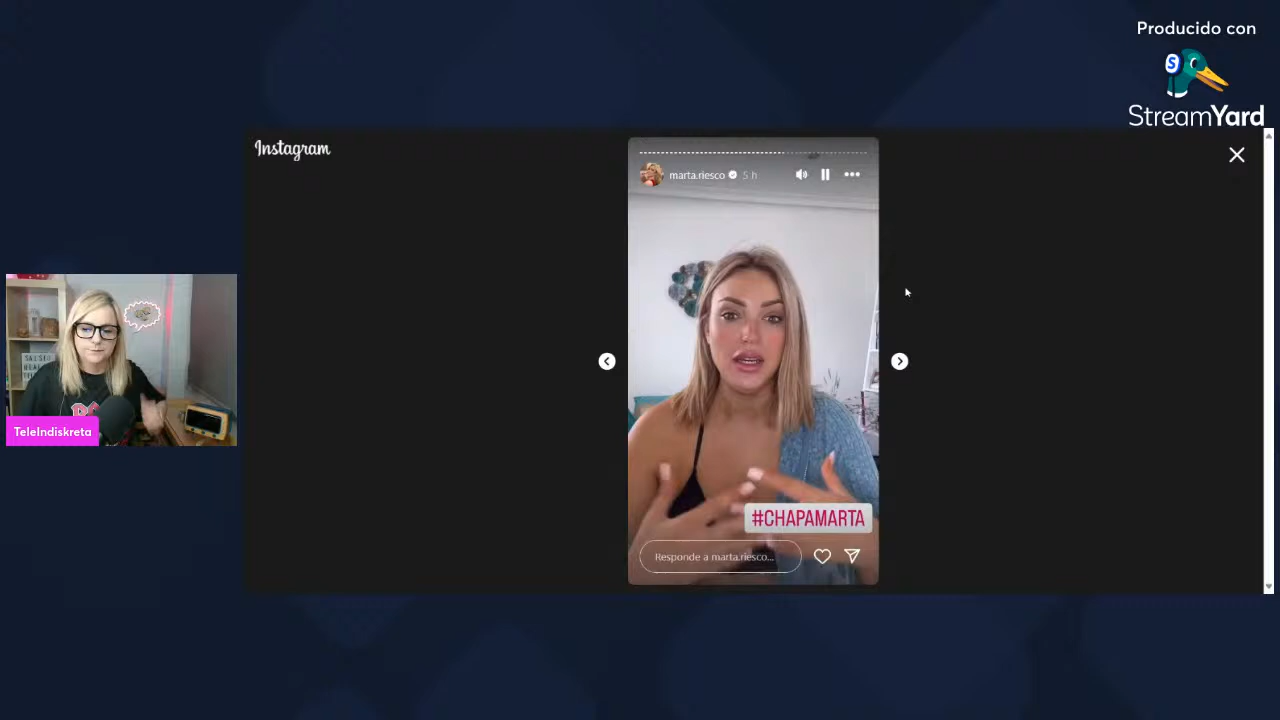 Producido con
StreamYard
Instagram
marta.riesco 5 h
#CHAPAMARTA
Responde a marta.riesco...
TeleIndiskreta